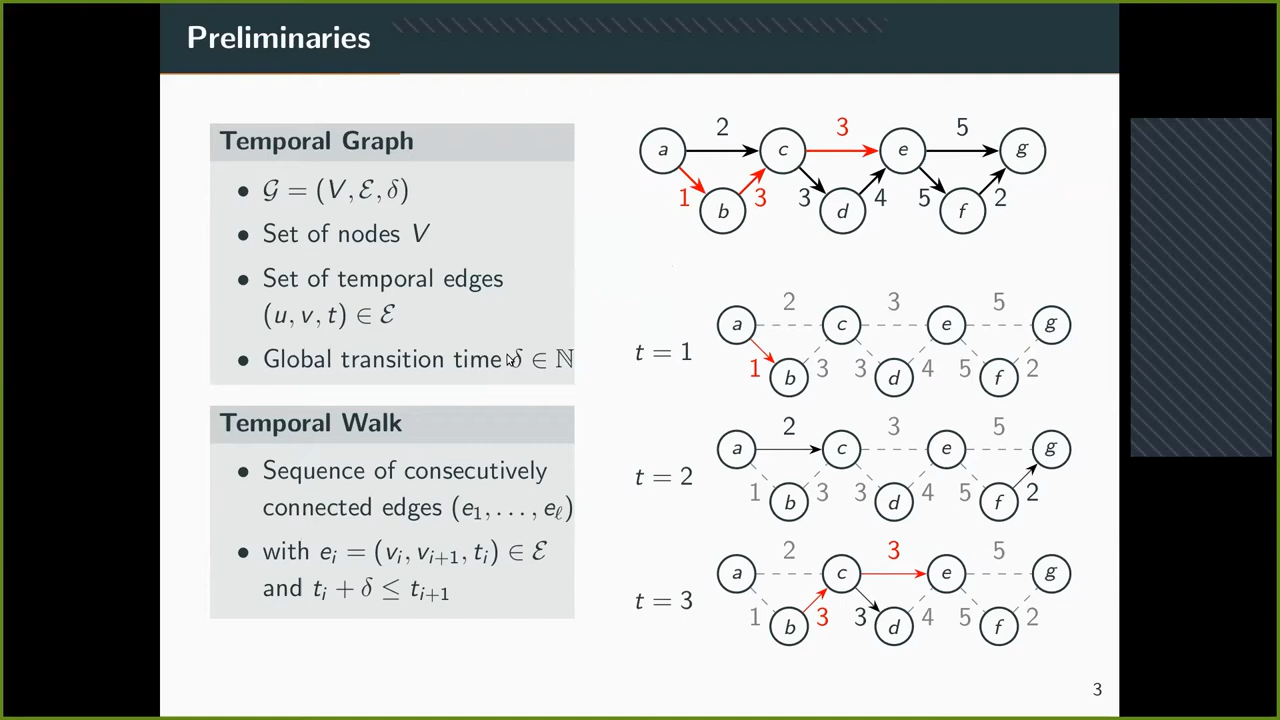 Preliminaries
Temporal Graph
• 𝒢 = (V, ℰ, δ)
• Set of nodes V
• Set of temporal edges
(u, v, t) ∈ ℰ
• Global transition time δ ∈ ℕ
Temporal Walk
• Sequence of consecutively
connected edges (e₁, . . . , eℓ)
• with eᵢ = (vᵢ, vᵢ₊₁, tᵢ) ∈ ℰ
and tᵢ + δ ≤ tᵢ₊₁
2 3 5
a c e g
1 3 3 4 5 2
b d f
2 3 5
a c e g
t = 1
1 3 3 4 5 2
b d f
2 3 5
a c e g
t = 2
1 3 3 4 5 2
b d f
2 3 5
a c e g
t = 3
1 3 3 4 5 2
b d f
3